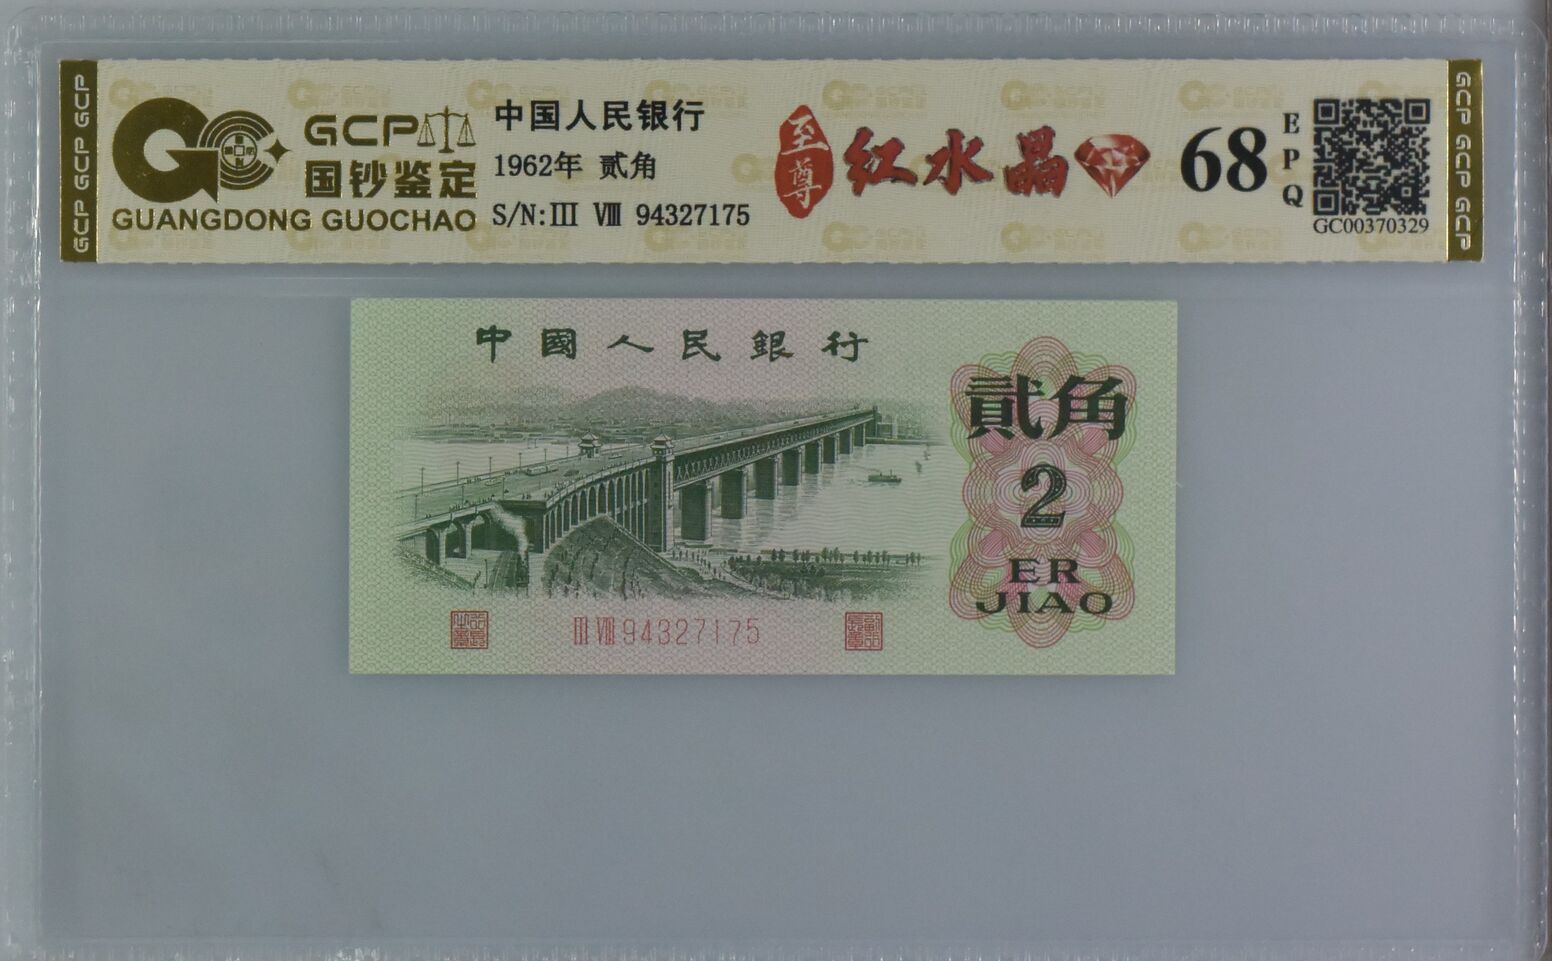 GCP GCP GCP
GCP
国钞鉴定
GUANGDONG GUOCHAO
中国人民银行
1962年 贰角
S/N:III VIII 94327175
至尊
红水晶
68
EPQ
GC00370329
GCP GCP GCP
中國人民銀行
貳角
2
ER
JIAO
III VIII 94327175